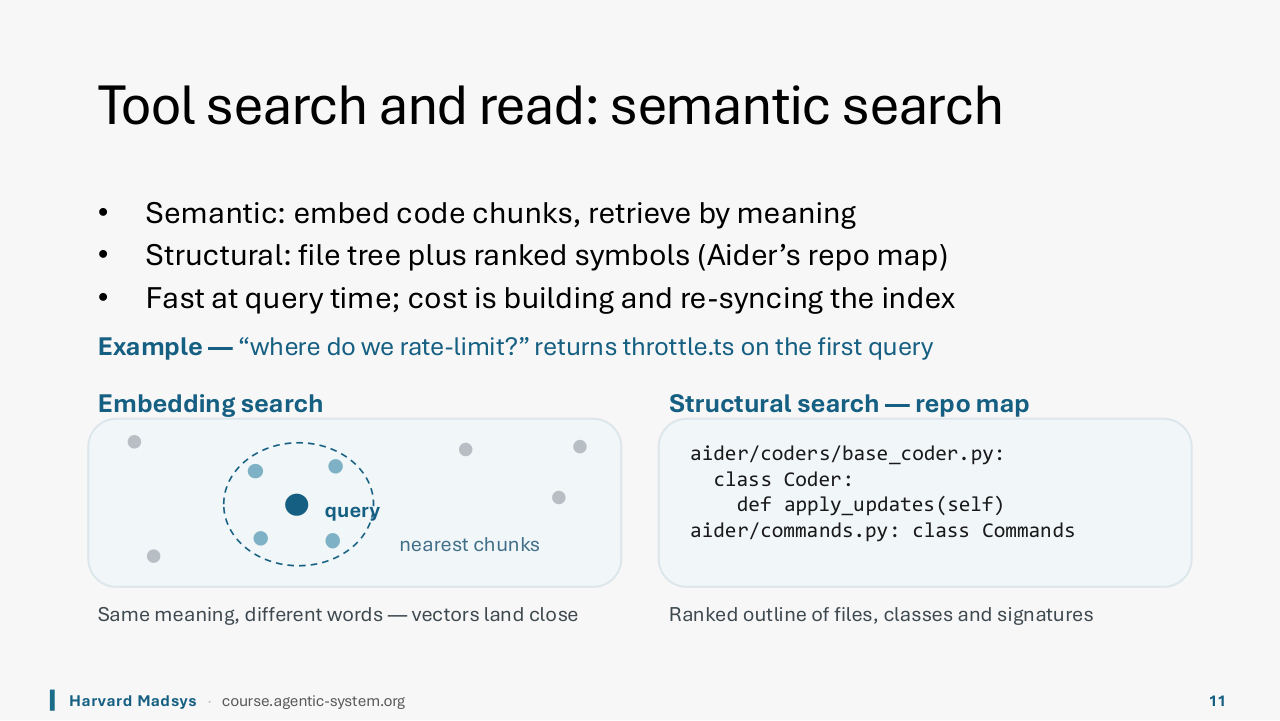 Tool search and read: semantic search
• Semantic: embed code chunks, retrieve by meaning
• Structural: file tree plus ranked symbols (Aider’s repo map)
• Fast at query time; cost is building and re-syncing the index
Example — “where do we rate-limit?” returns throttle.ts on the first query
Embedding search
query
nearest chunks
Same meaning, different words — vectors land close
Structural search — repo map
aider/coders/base_coder.py:
  class Coder:
    def apply_updates(self)
aider/commands.py: class Commands
Ranked outline of files, classes and signatures
Harvard Madsys · course.agentic-system.org
11